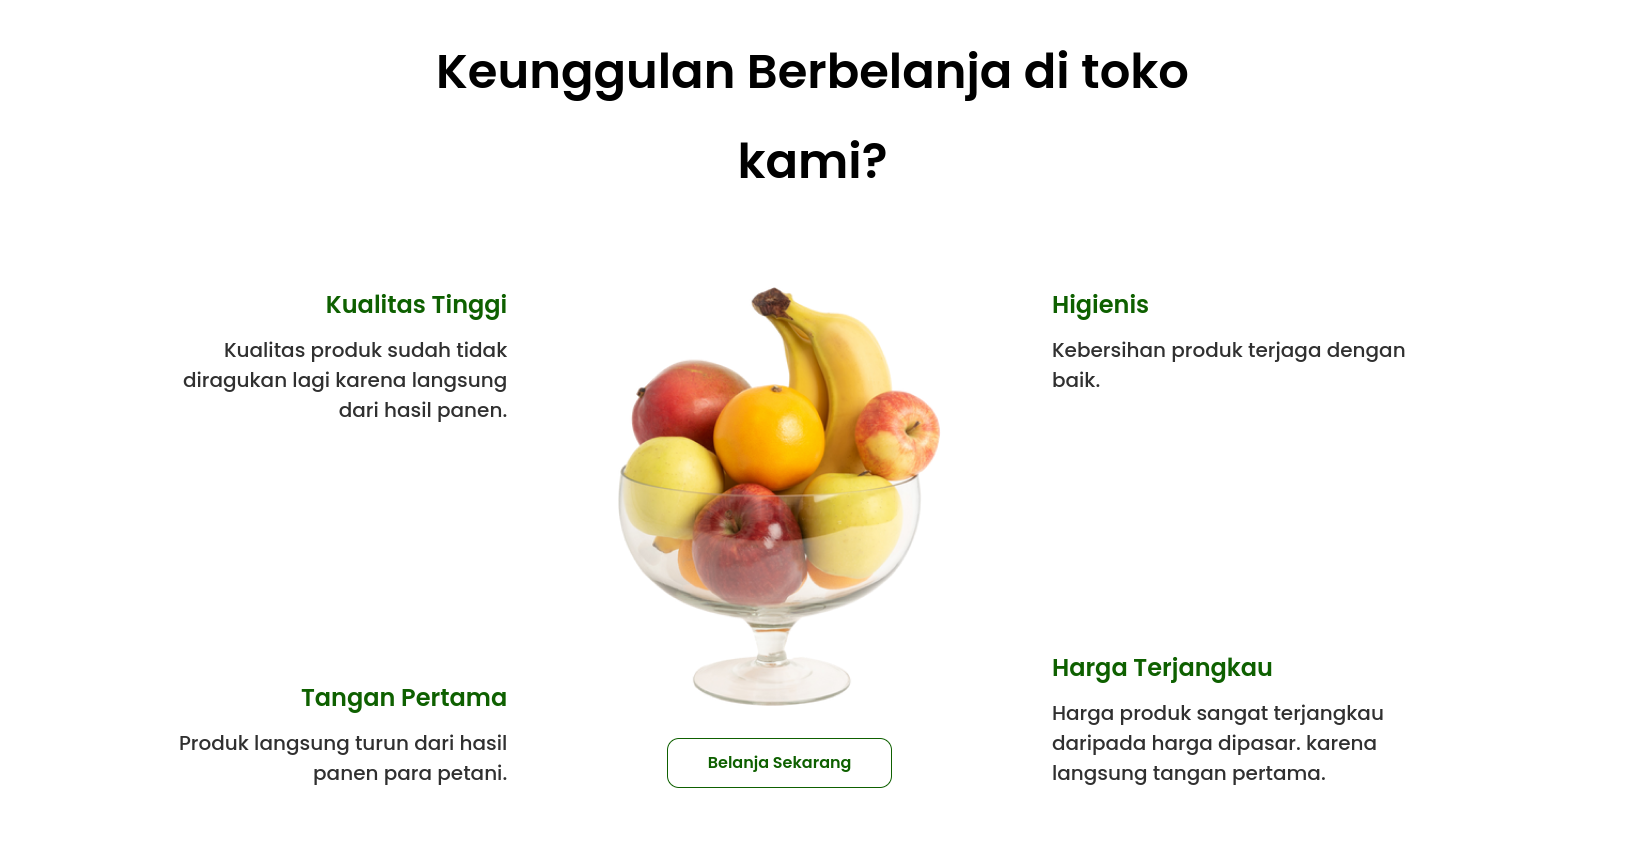 Keunggulan Berbelanja di toko
kami?
Kualitas Tinggi
Kualitas produk sudah tidak
diragukan lagi karena langsung
dari hasil panen.
Tangan Pertama
Produk langsung turun dari hasil
panen para petani.
Belanja Sekarang
Higienis
Kebersihan produk terjaga dengan
baik.
Harga Terjangkau
Harga produk sangat terjangkau
daripada harga dipasar. karena
langsung tangan pertama.